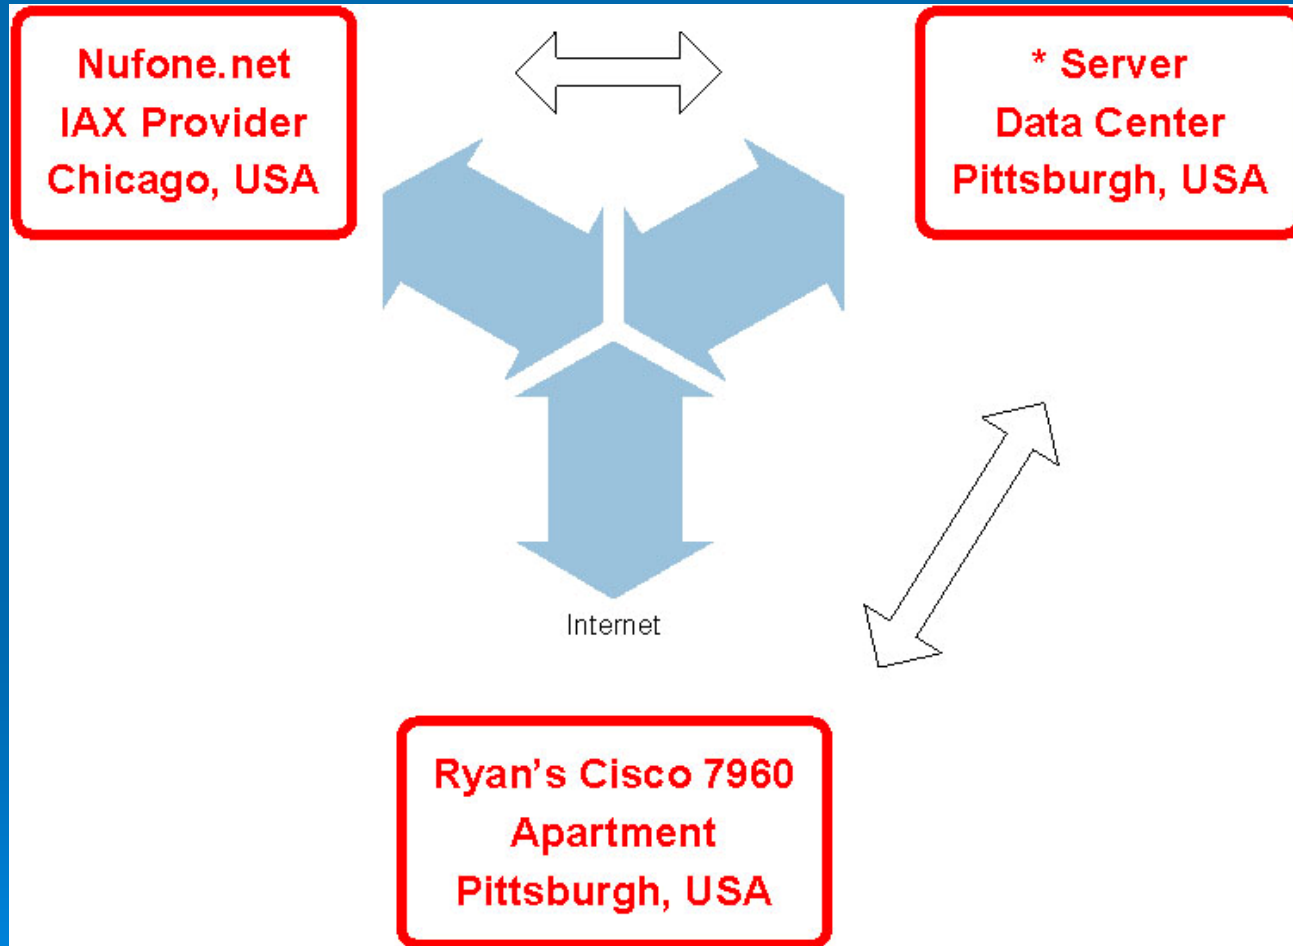 Nufone.net
IAX Provider
Chicago, USA
* Server
Data Center
Pittsburgh, USA
Internet
Ryan's Cisco 7960
Apartment
Pittsburgh, USA